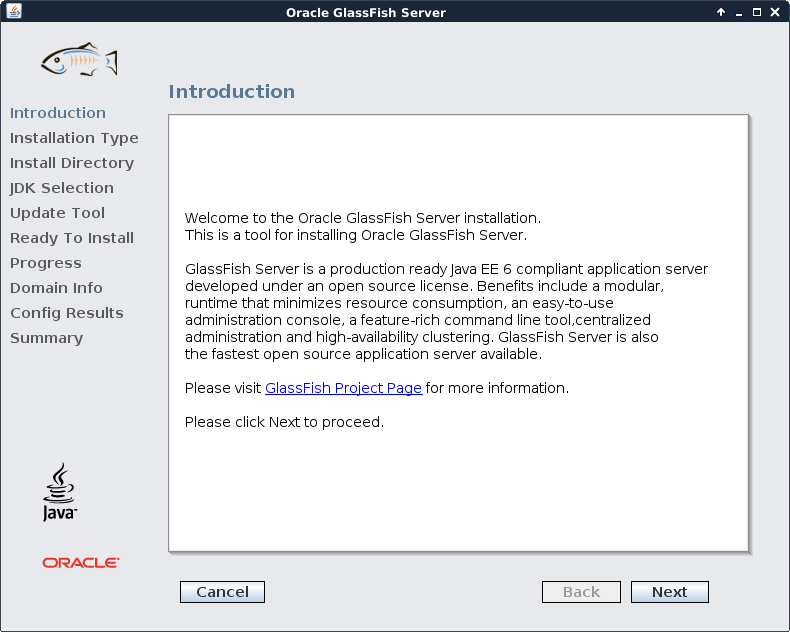 Oracle GlassFish Server
Introduction
Installation Type
Install Directory
JDK Selection
Update Tool
Ready To Install
Progress
Domain Info
Config Results
Summary
Java
ORACLE
Introduction
Welcome to the Oracle GlassFish Server installation.
This is a tool for installing Oracle GlassFish Server.
GlassFish Server is a production ready Java EE 6 compliant application server
developed under an open source license. Benefits include a modular,
runtime that minimizes resource consumption, an easy-to-use
administration console, a feature-rich command line tool,centralized
administration and high-availability clustering. GlassFish Server is also
the fastest open source application server available.
Please visit GlassFish Project Page for more information.
Please click Next to proceed.
Cancel
Back
Next